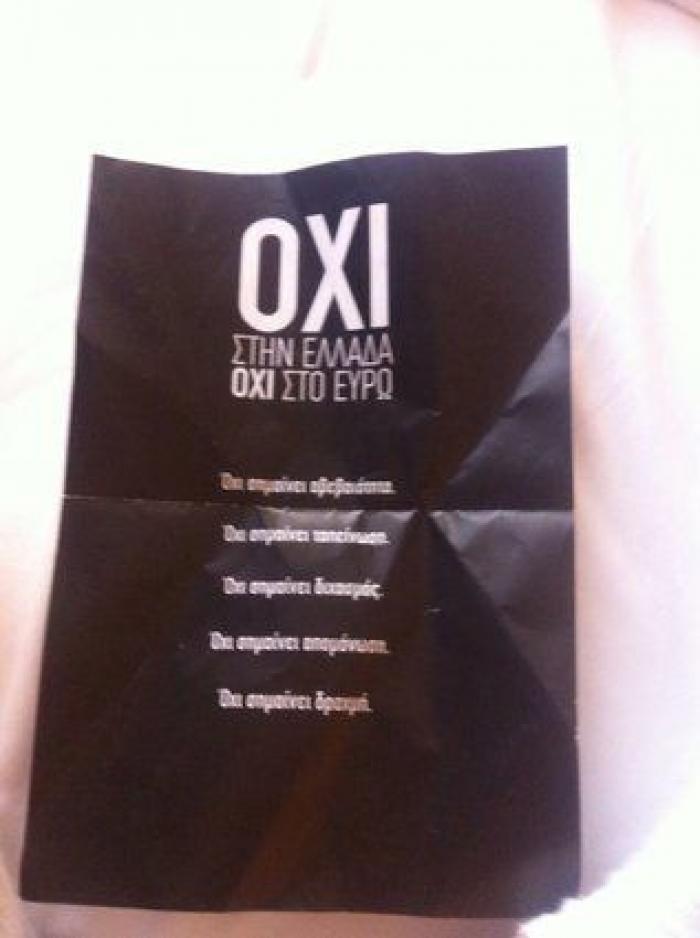 ΟΧΙ
ΣΤΗΝ ΕΛΛΑΔΑ
ΟΧΙ ΣΤΟ ΕΥΡΩ
Όχι σημαίνει αβεβαιότητα.
Όχι σημαίνει ταπείνωση.
Όχι σημαίνει διχασμός.
Όχι σημαίνει απομόνωση.
Όχι σημαίνει δραχμή.